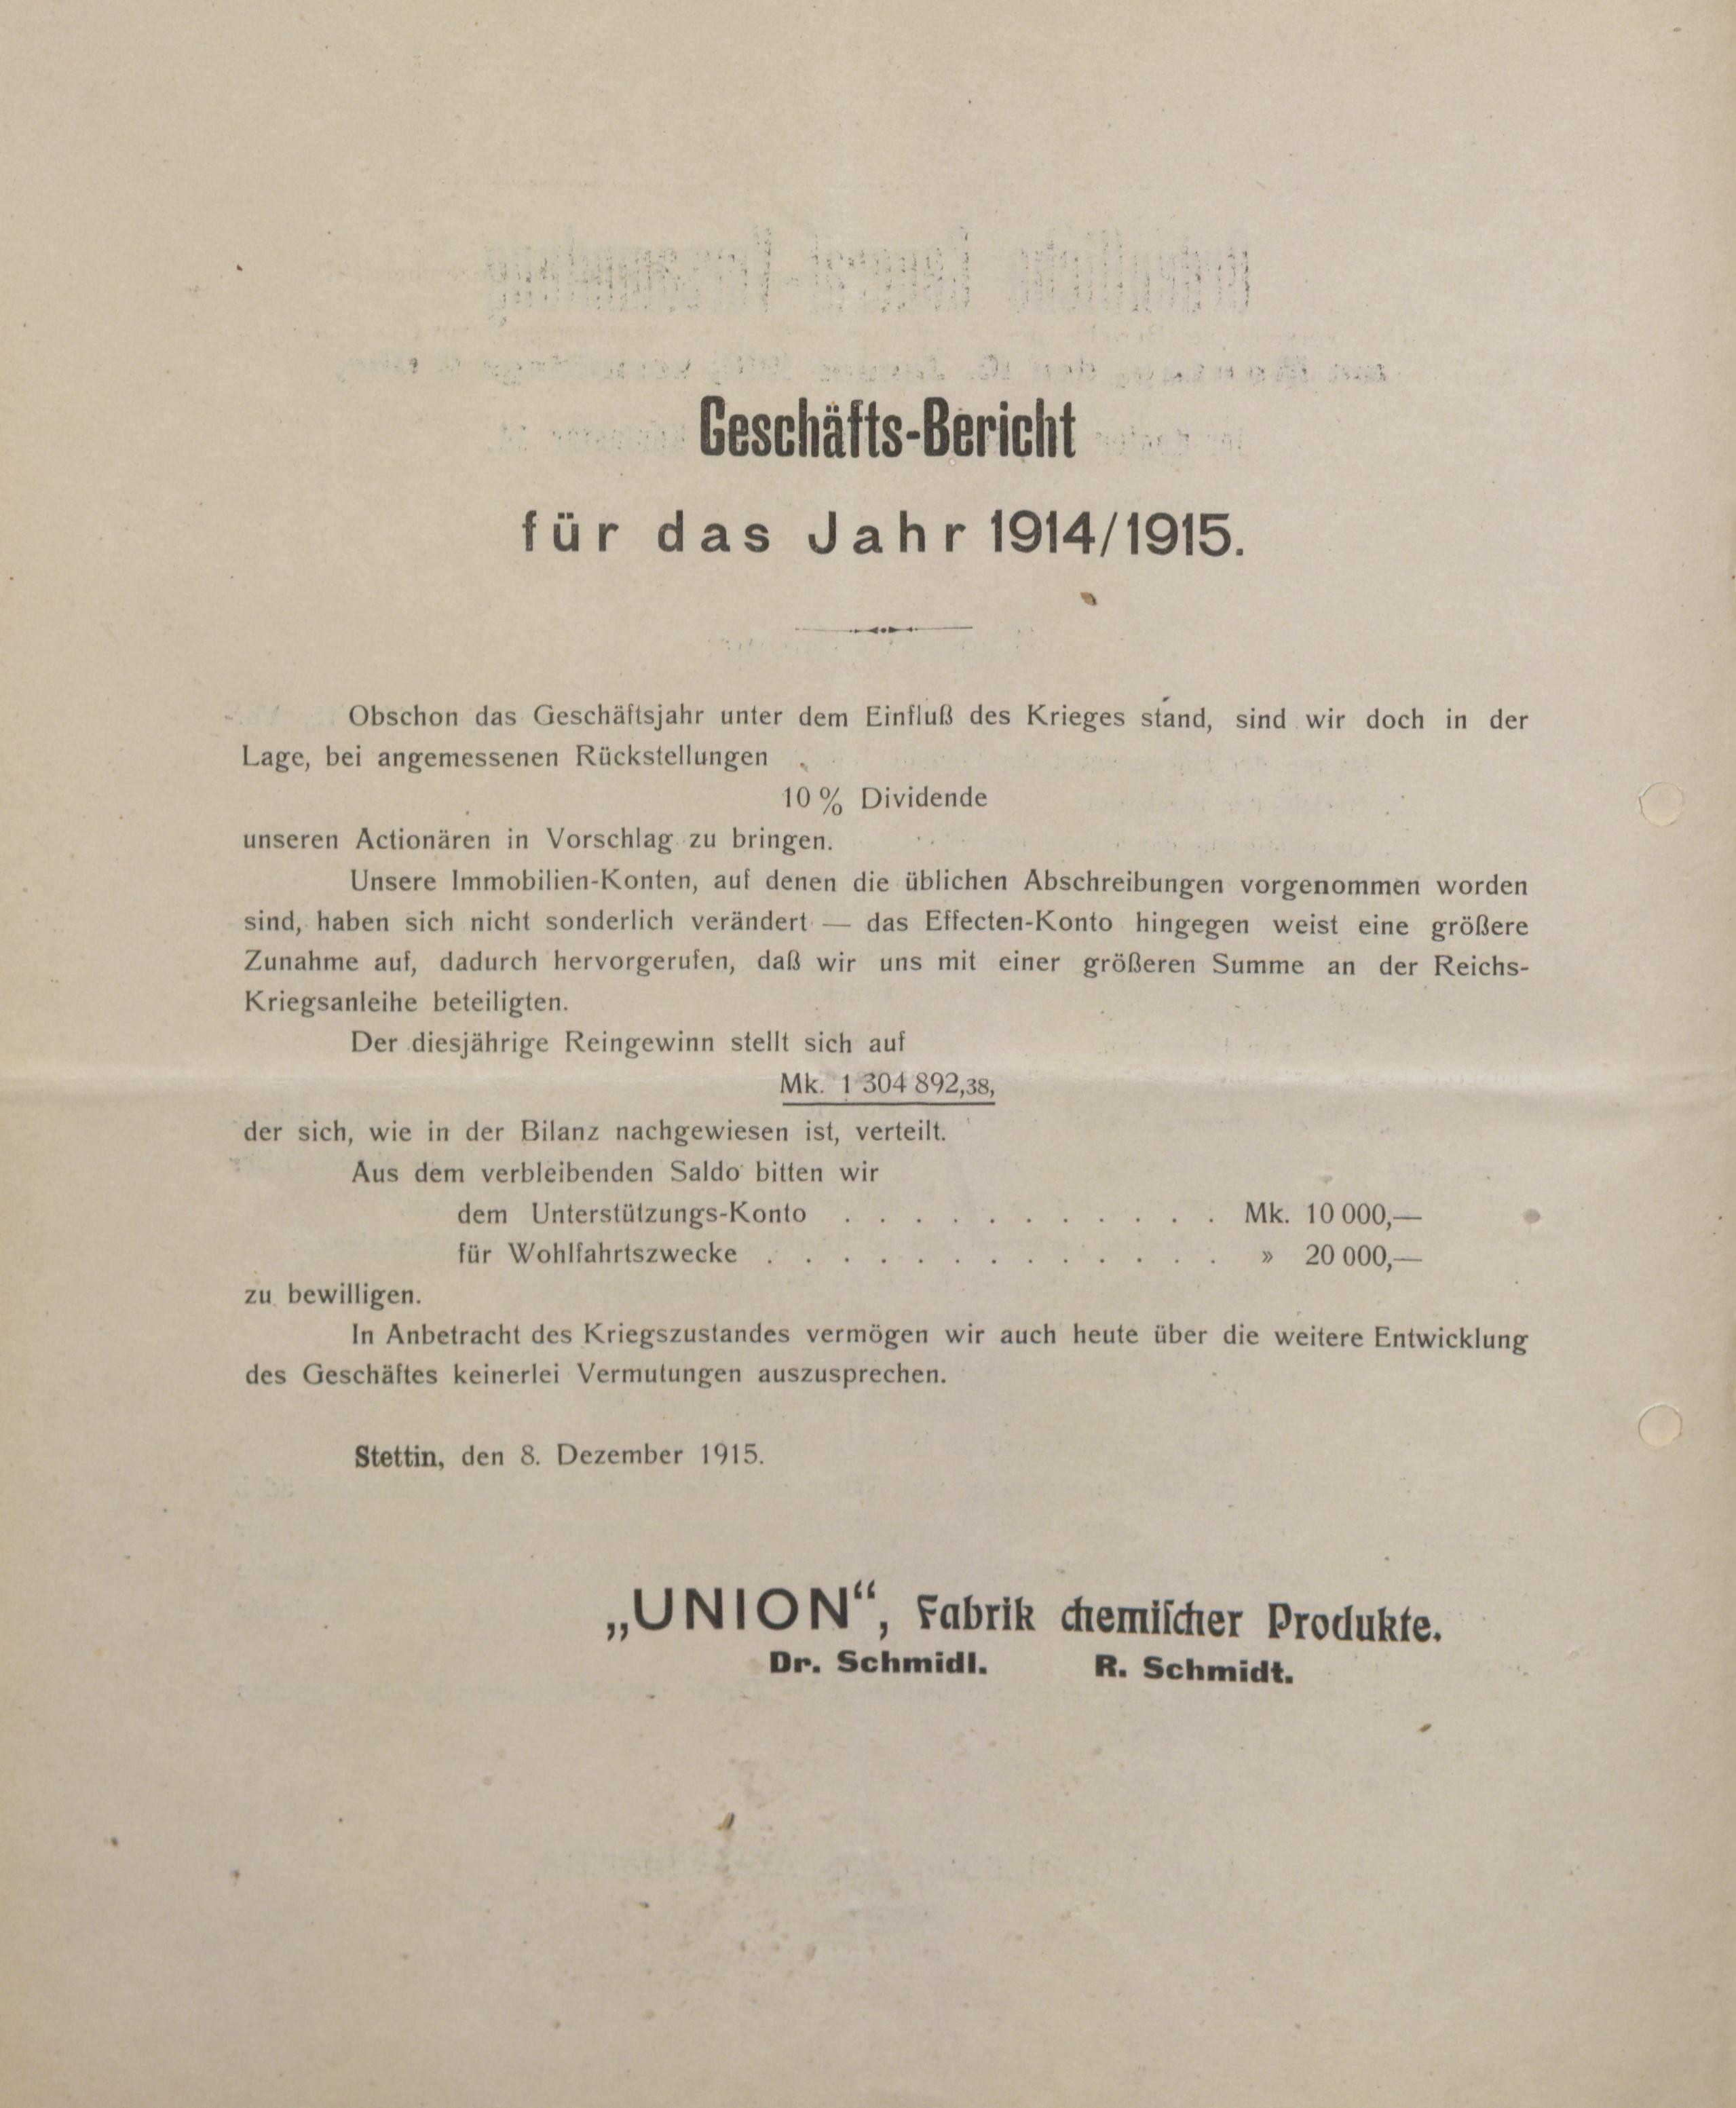 Geschäfts-Bericht
für das Jahr 1914/1915.
Obschon das Geschäftsjahr unter dem Einfluß des Krieges stand, sind wir doch in der
Lage, bei angemessenen Rückstellungen
10 % Dividende
unseren Actionären in Vorschlag zu bringen.
Unsere Immobilien-Konten, auf denen die üblichen Abschreibungen vorgenommen worden
sind, haben sich nicht sonderlich verändert — das Effecten-Konto hingegen weist eine größere
Zunahme auf, dadurch hervorgerufen, daß wir uns mit einer größeren Summe an der Reichs-
Kriegsanleihe beteiligten.
Der diesjährige Reingewinn stellt sich auf
Mk. 1 304 892,38,
der sich, wie in der Bilanz nachgewiesen ist, verteilt.
Aus dem verbleibenden Saldo bitten wir
dem Unterstützungs-Konto . . . . . . . . . . . Mk. 10 000,—
für Wohlfahrtszwecke . . . . . . . . . . . . . » 20 000,—
zu bewilligen.
In Anbetracht des Kriegszustandes vermögen wir auch heute über die weitere Entwicklung
des Geschäftes keinerlei Vermutungen auszusprechen.
Stettin, den 8. Dezember 1915.
„UNION“, Fabrik chemiſcher Produkte.
Dr. Schmidl. R. Schmidt.